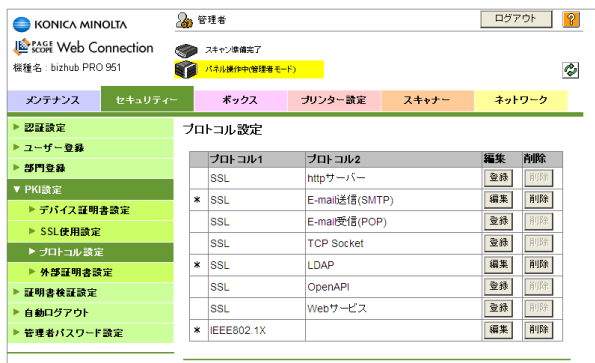 KONICA MINOLTA
管理者
ログアウト
?
PAGE SCOPE Web Connection
スキャン準備完了
機種名 : bizhub PRO 951
パネル操作中(管理者モード)
メンテナンス セキュリティー ボックス プリンター設定 スキャナー ネットワーク
▶ 認証設定
▶ ユーザー登録
▶ 部門登録
▼ PKI設定
▶ デバイス証明書設定
▶ SSL使用設定
▶ プロトコル設定
▶ 外部証明書設定
▶ 証明書検証設定
▶ 自動ログアウト
▶ 管理者パスワード設定
プロトコル設定
プロトコル1 プロトコル2 編集 削除
SSL httpサーバー 登録 削除
* SSL E-mail送信(SMTP) 編集 削除
SSL E-mail受信(POP) 登録 削除
SSL TCP Socket 登録 削除
* SSL LDAP 編集 削除
SSL OpenAPI 登録 削除
SSL Webサービス 登録 削除
* IEEE802.1X 編集 削除